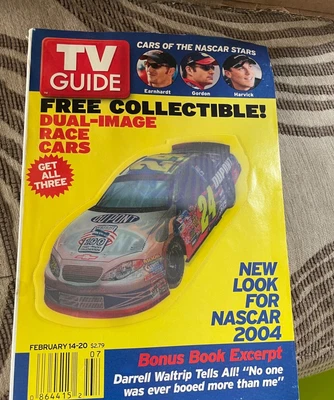 TV
GUIDE
CARS OF THE NASCAR STARS
Earnhardt Gordon Harvick
FREE COLLECTIBLE!
DUAL-IMAGE
RACE
CARS
GET
ALL
THREE
24
DUPONT
NEW
LOOK
FOR
NASCAR
2004
FEBRUARY 14-20 $2.79
07
0 864415 2
Bonus Book Excerpt
Darrell Waltrip Tells All! “No one
was ever booed more than me”